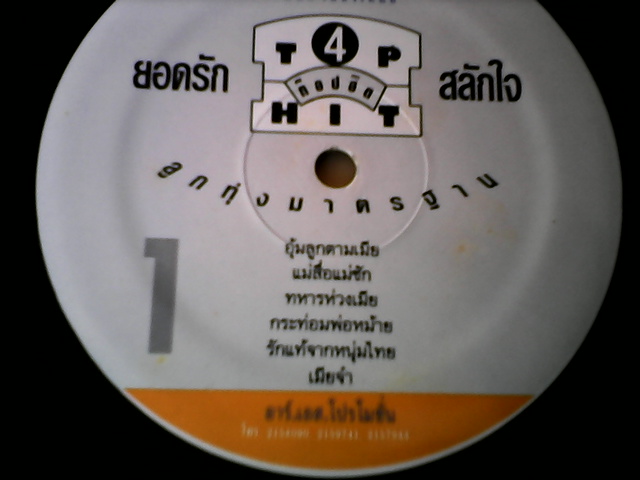 ยอดรัก สลักใจ
4
TOP
ท็อปฮิต
HIT
ลูกทุ่งมาตรฐาน
1
อุ้มลูกตามเมีย
แม่สื่อแม่ชัก
ทหารห่วงเมีย
กระท่อมพ่อหม้าย
รักแท้จากหนุ่มไทย
เมียจ๋า
อาร์.เอส.โปรโมชั่น
โทร